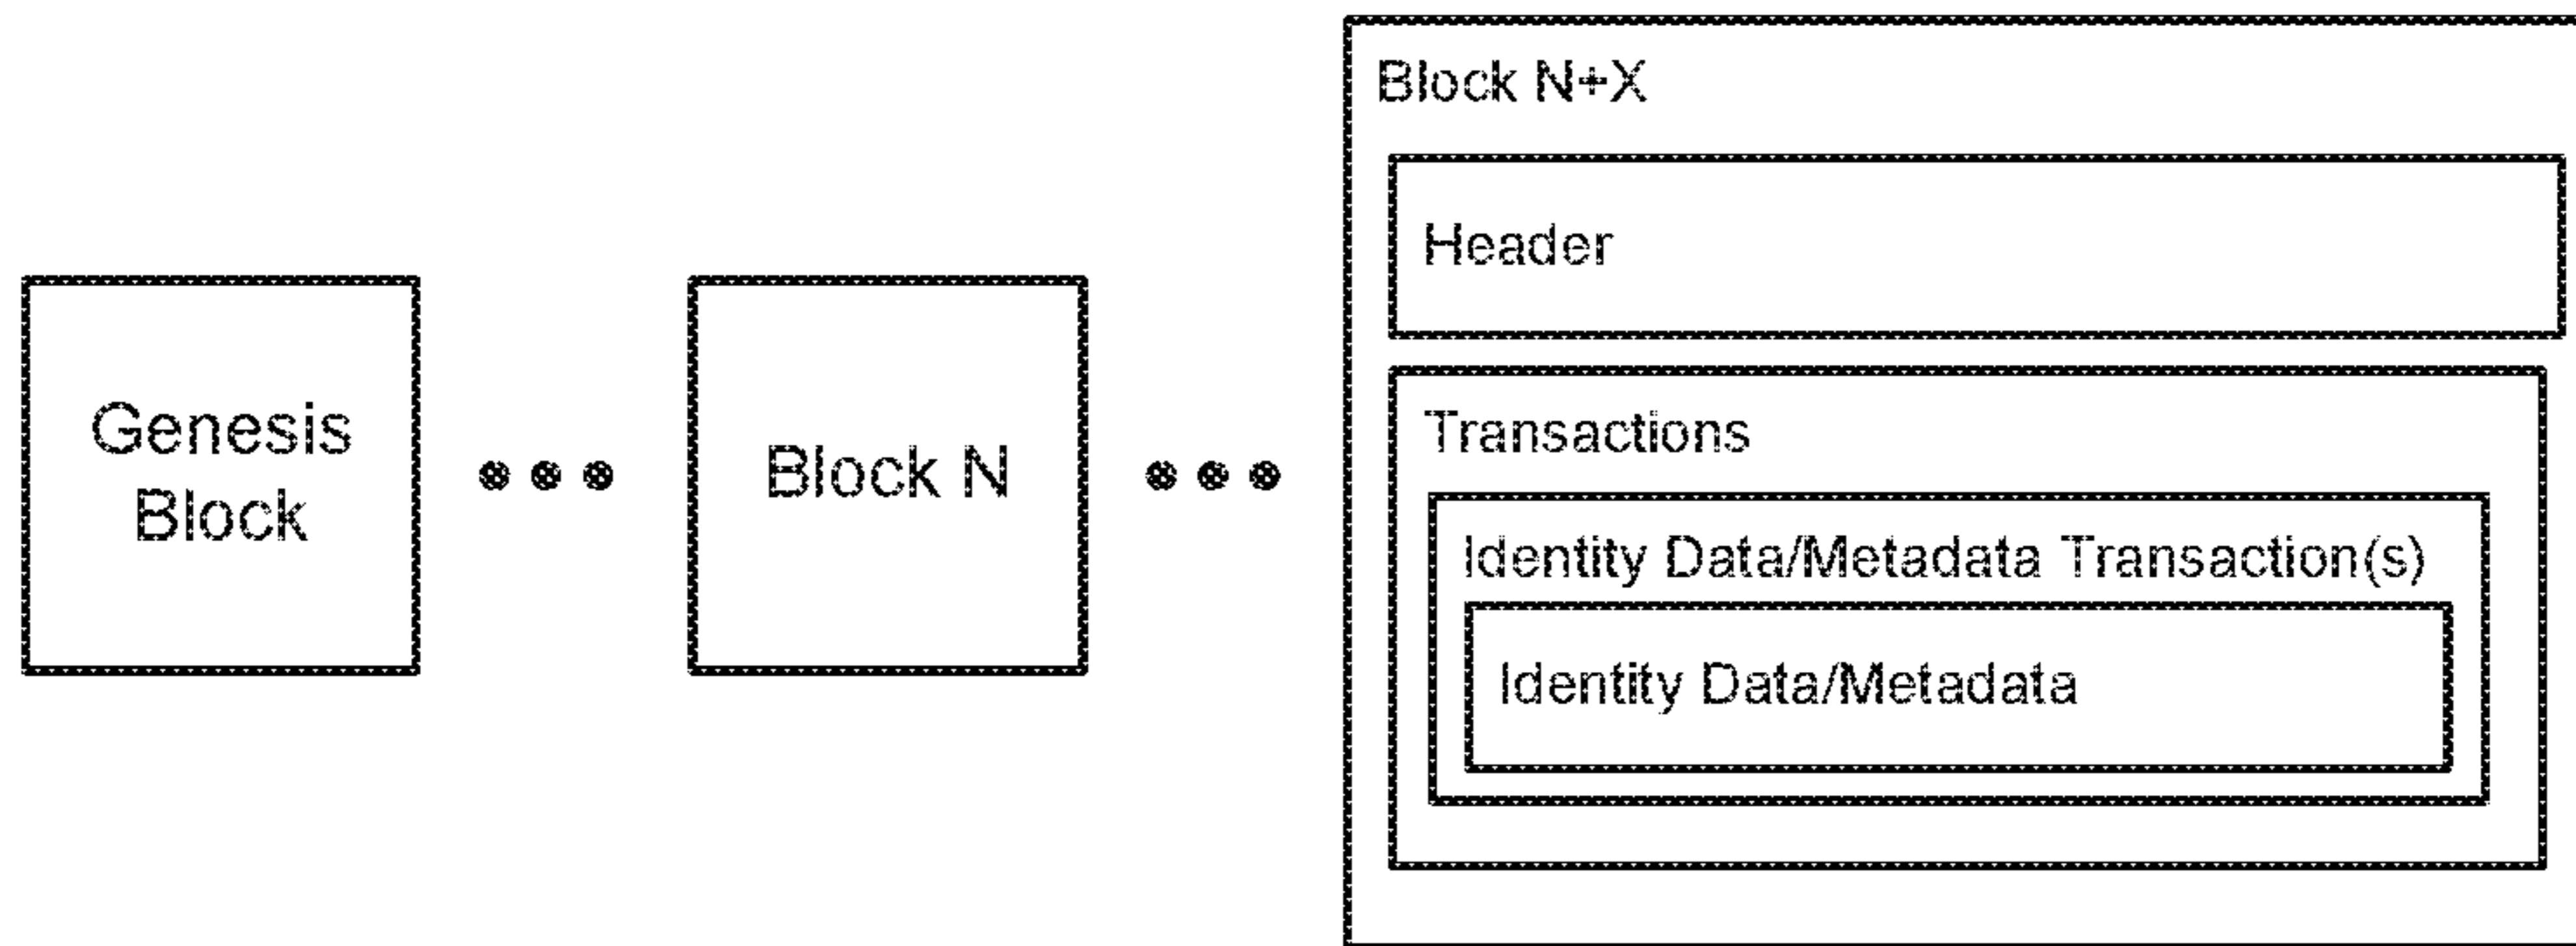 Genesis
Block
Block N
Block N+X
Header
Transactions
Identity Data/Metadata Transaction(s)
Identity Data/Metadata